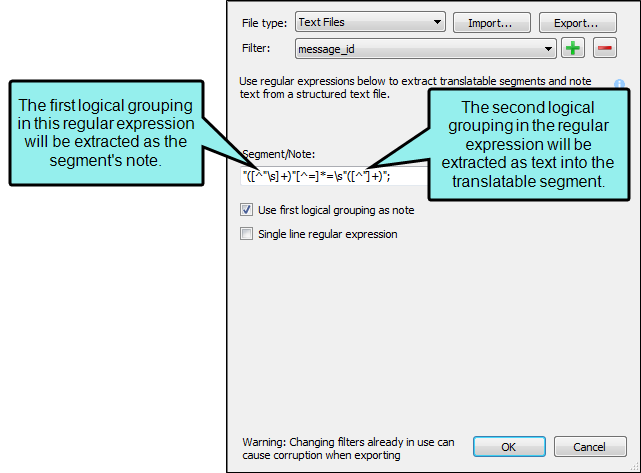 File type:
Text Files
Import...
Export...
Filter:
message_id
Use regular expressions below to extract translatable segments and note
text from a structured text file.
The first logical grouping
in this regular expression
will be extracted as the
segment's note.
The second logical
grouping in the regular
expression will be
extracted as text into the
translatable segment.
Segment/Note:
"([^"\s]+)"[^=]*=\s"([^"]+)";
Use first logical grouping as note
Single line regular expression
Warning: Changing filters already in use can
cause corruption when exporting
OK
Cancel